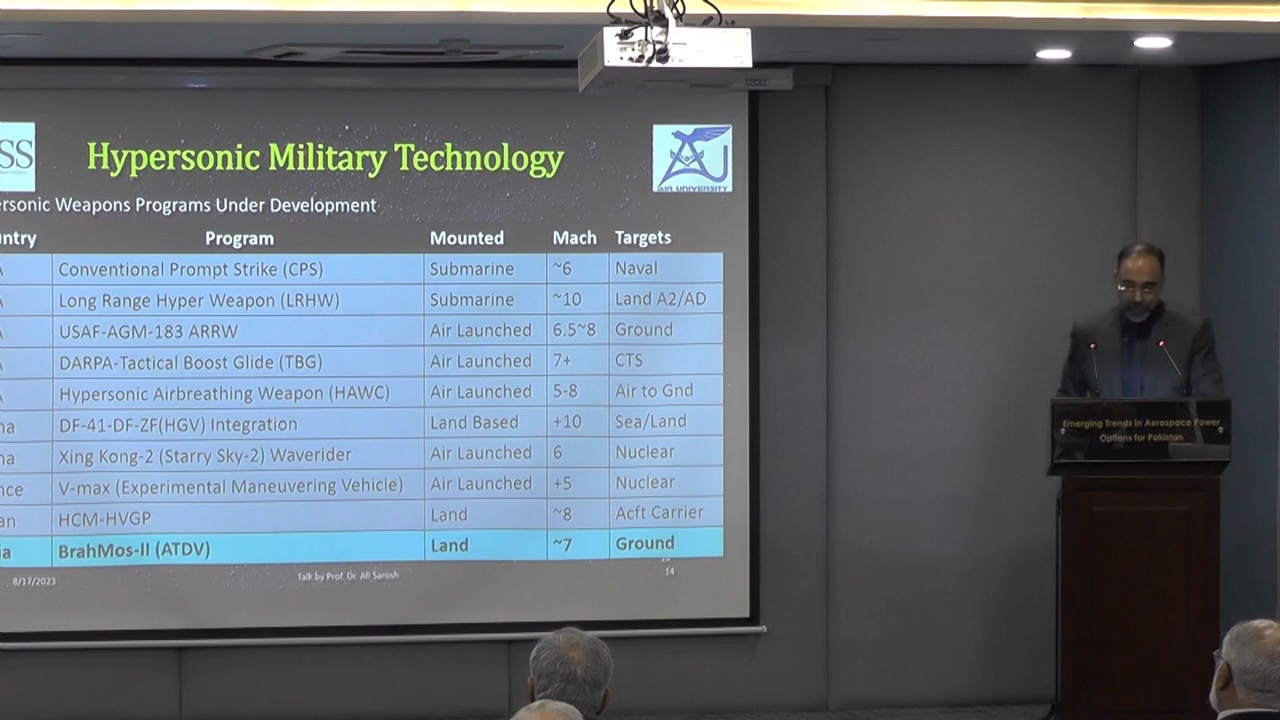 SS
Hypersonic Military Technology
AIR UNIVERSITY
ersonic Weapons Programs Under Development
ntry Program Mounted Mach Targets
A Conventional Prompt Strike (CPS) Submarine ~6 Naval
A Long Range Hyper Weapon (LRHW) Submarine ~10 Land A2/AD
A USAF-AGM-183 ARRW Air Launched 6.5~8 Ground
A DARPA-Tactical Boost Glide (TBG) Air Launched 7+ CTS
A Hypersonic Airbreathing Weapon (HAWC) Air Launched 5-8 Air to Gnd
na DF-41-DF-ZF(HGV) Integration Land Based +10 Sea/Land
na Xing Kong-2 (Starry Sky-2) Waverider Air Launched 6 Nuclear
nce V-max (Experimental Maneuvering Vehicle) Air Launched +5 Nuclear
an HCM-HVGP Land ~8 Acft Carrier
ia BrahMos-II (ATDV) Land ~7 Ground
8/17/2023 Talk by Prof. Dr. Ali Sarosh 14
Emerging Trends in Aerospace Power
Options for Pakistan